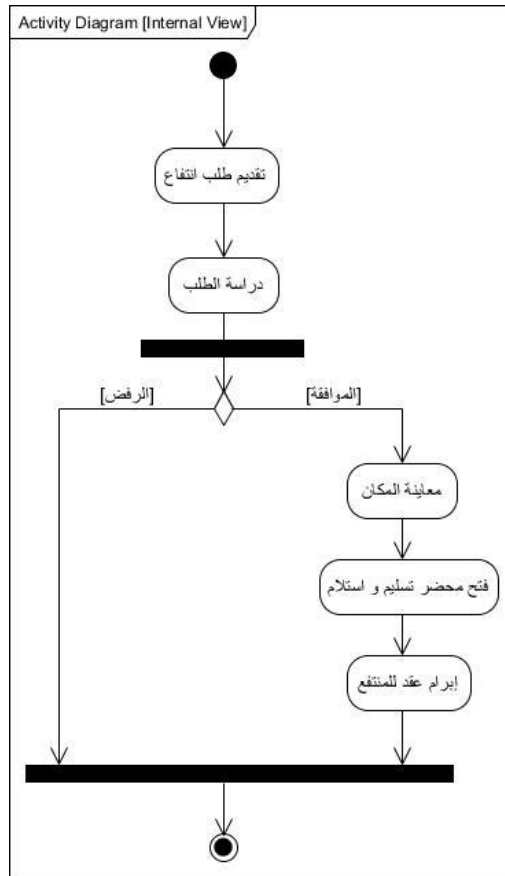 Activity Diagram [Internal View]
تقديم طلب انتفاع
دراسة الطلب
[الموافقة]
[الرفض]
معاينة المكان
فتح محضر تسليم و استلام
إبرام عقد للمنتفع